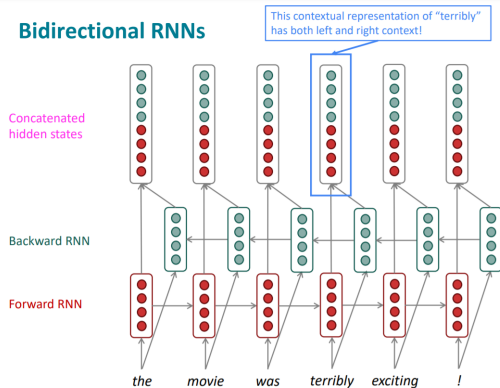 Bidirectional RNNs
This contextual representation of “terribly”
has both left and right context!
Concatenated
hidden states
Backward RNN
Forward RNN
the movie was terribly exciting !